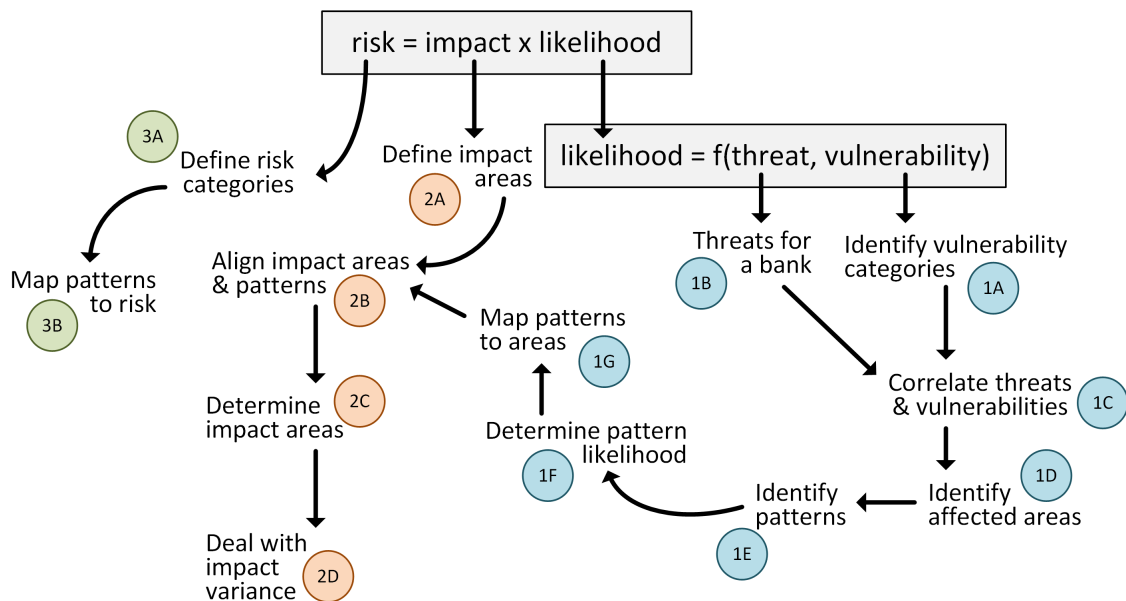 risk = impact x likelihood
likelihood = f(threat, vulnerability)
3A
Define risk
categories
Map patterns
to risk
3B
Define impact
areas
2A
Align impact areas
& patterns
2B
Determine
impact areas
2C
Deal with
impact
variance
2D
Threats for
a bank
1B
Identify vulnerability
categories
1A
Correlate threats
& vulnerabilities
1C
1D
Identify
affected areas
Identify
patterns
1E
Determine pattern
likelihood
1F
Map patterns
to areas
1G